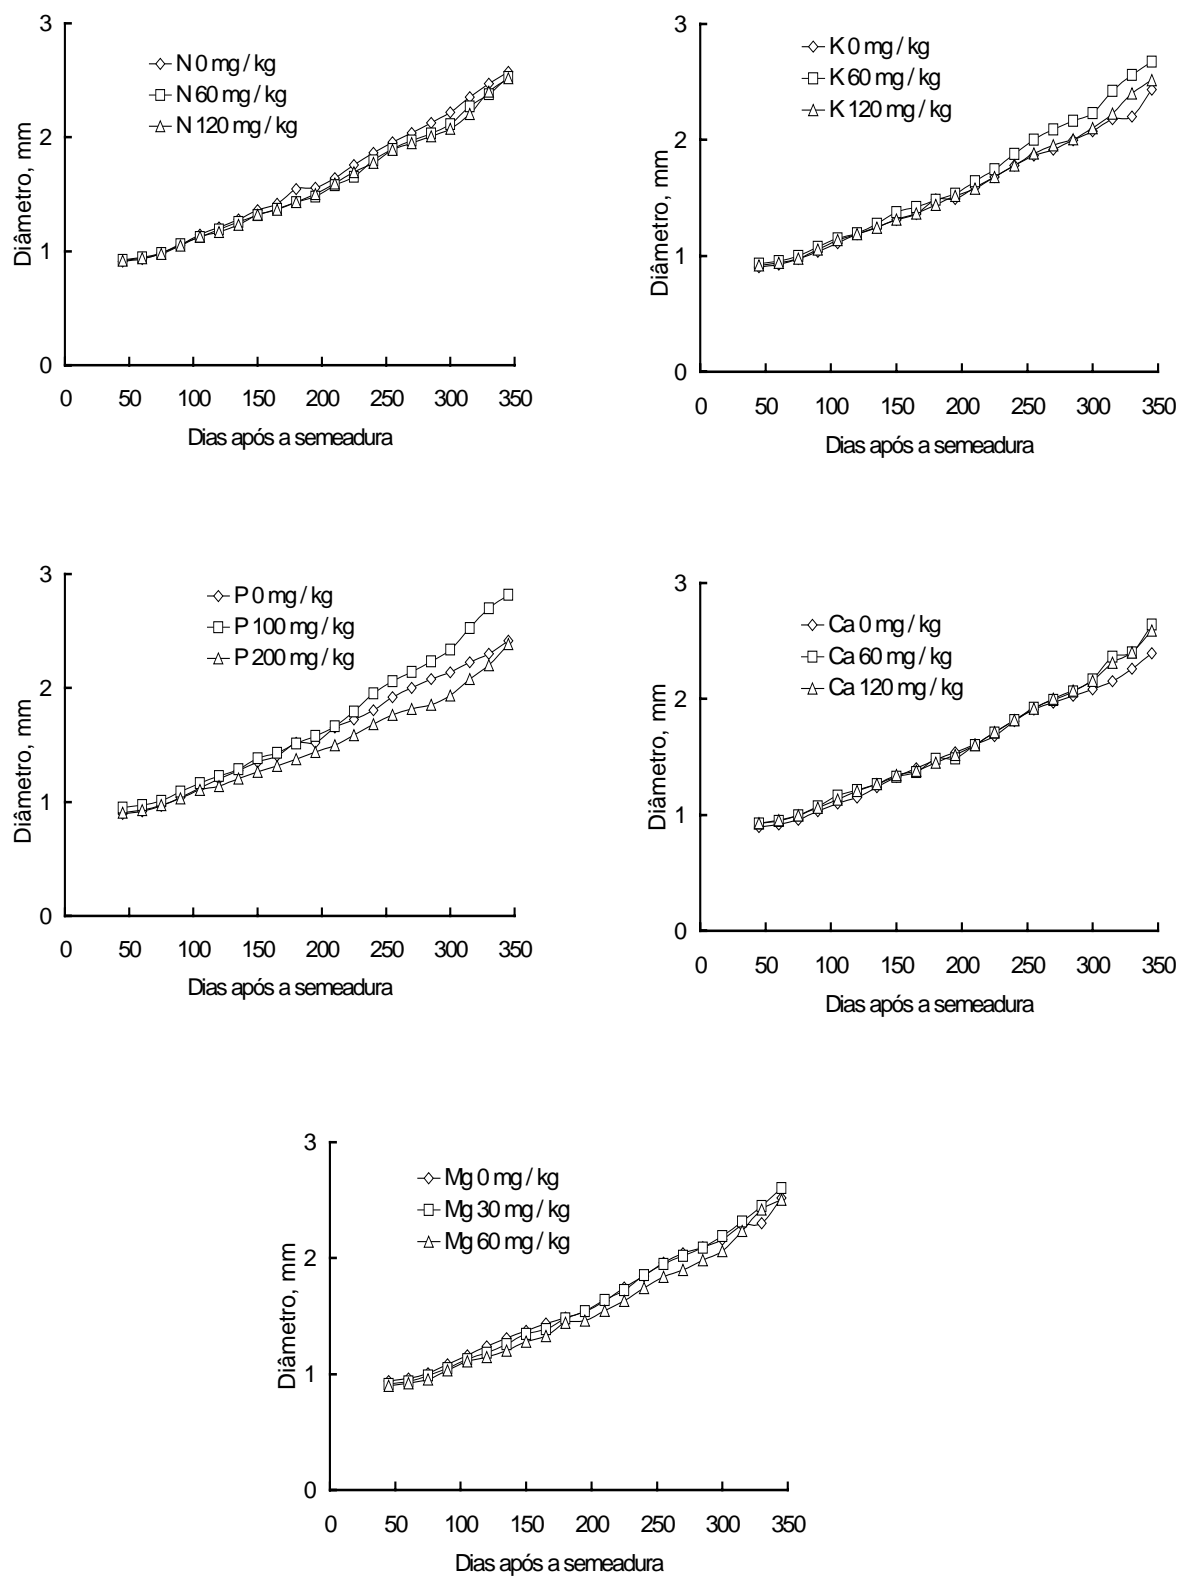 3
2
1
0
Diâmetro, mm
N 0 mg / kg
N 60 mg / kg
N 120 mg / kg
0 50 100 150 200 250 300 350
Dias após a semeadura
3
2
1
0
Diâmetro, mm
K 0 mg / kg
K 60 mg / kg
K 120 mg / kg
0 50 100 150 200 250 300 350
Dias após a semeadura
3
2
1
0
Diâmetro, mm
P 0 mg / kg
P 100 mg / kg
P 200 mg / kg
0 50 100 150 200 250 300 350
Dias após a semeadura
3
2
1
0
Diâmetro, mm
Ca 0 mg / kg
Ca 60 mg / kg
Ca 120 mg / kg
0 50 100 150 200 250 300 350
Dias após a semeadura
3
2
1
0
Diâmetro, mm
Mg 0 mg / kg
Mg 30 mg / kg
Mg 60 mg / kg
0 50 100 150 200 250 300 350
Dias após a semeadura